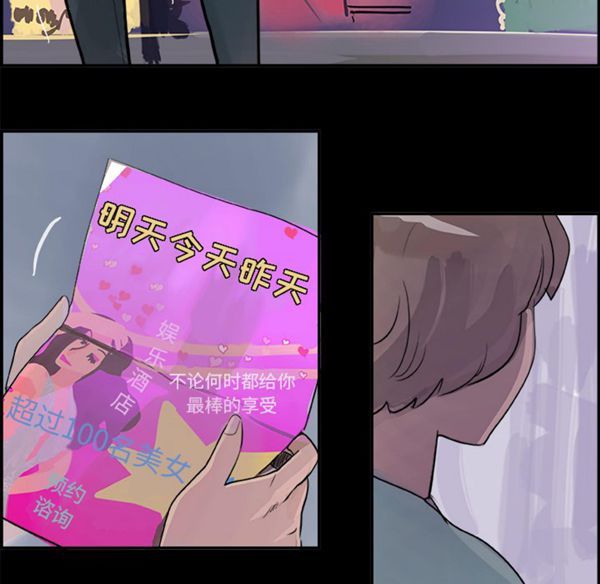 明天今天昨天
娱乐酒店
不论何时都给你
最棒的享受
超过100名美女
预约
谘询